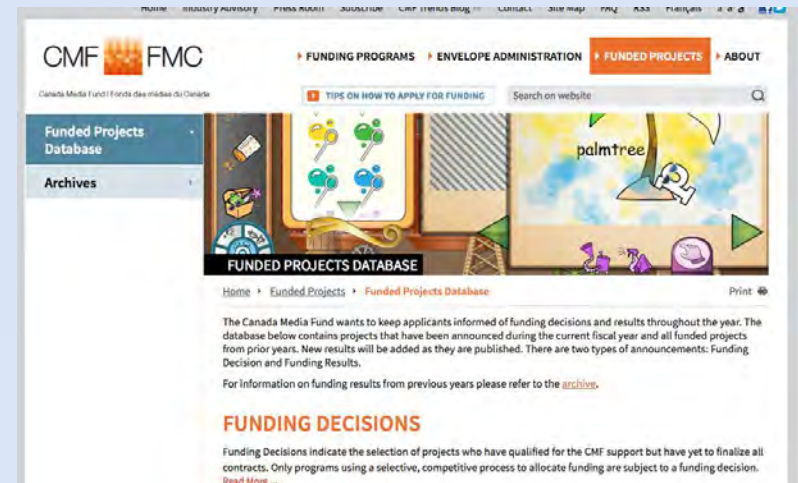 Home Industry Advisory Press Room Subscribe CMF Trends Blog Contact Site Map FAQ RSS Français a a a
CMF FMC
Canada Media Fund | Fonds des médias du Canada
FUNDING PROGRAMS ENVELOPE ADMINISTRATION FUNDED PROJECTS ABOUT
TIPS ON HOW TO APPLY FOR FUNDING Search on website
Funded Projects
Database
Archives
palmtree
FUNDED PROJECTS DATABASE
Home Funded Projects Funded Projects Database Print
The Canada Media Fund wants to keep applicants informed of funding decisions and results throughout the year. The
database below contains projects that have been announced during the current fiscal year and all funded projects
from prior years. New results will be added as they are published. There are two types of announcements: Funding
Decision and Funding Results.
For information on funding results from previous years please refer to the archive.
FUNDING DECISIONS
Funding Decisions indicate the selection of projects who have qualified for the CMF support but have yet to finalize all
contracts. Only programs using a selective, competitive process to allocate funding are subject to a funding decision.
Read More